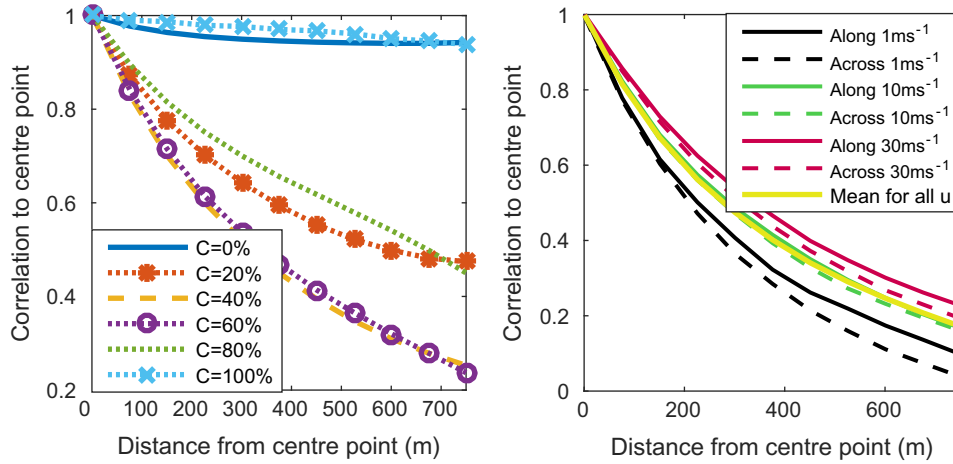 Correlation to centre point
1
0.8
0.6
0.4
0.2
C=0%
C=20%
C=40%
C=60%
C=80%
C=100%
0 100 200 300 400 500 600 700
Distance from centre point (m)
Correlation to centre point
1
0.8
0.6
0.4
0.2
0
Along 1ms⁻¹
Across 1ms⁻¹
Along 10ms⁻¹
Across 10ms⁻¹
Along 30ms⁻¹
Across 30ms⁻¹
Mean for all u
0 200 400 600
Distance from centre point (m)